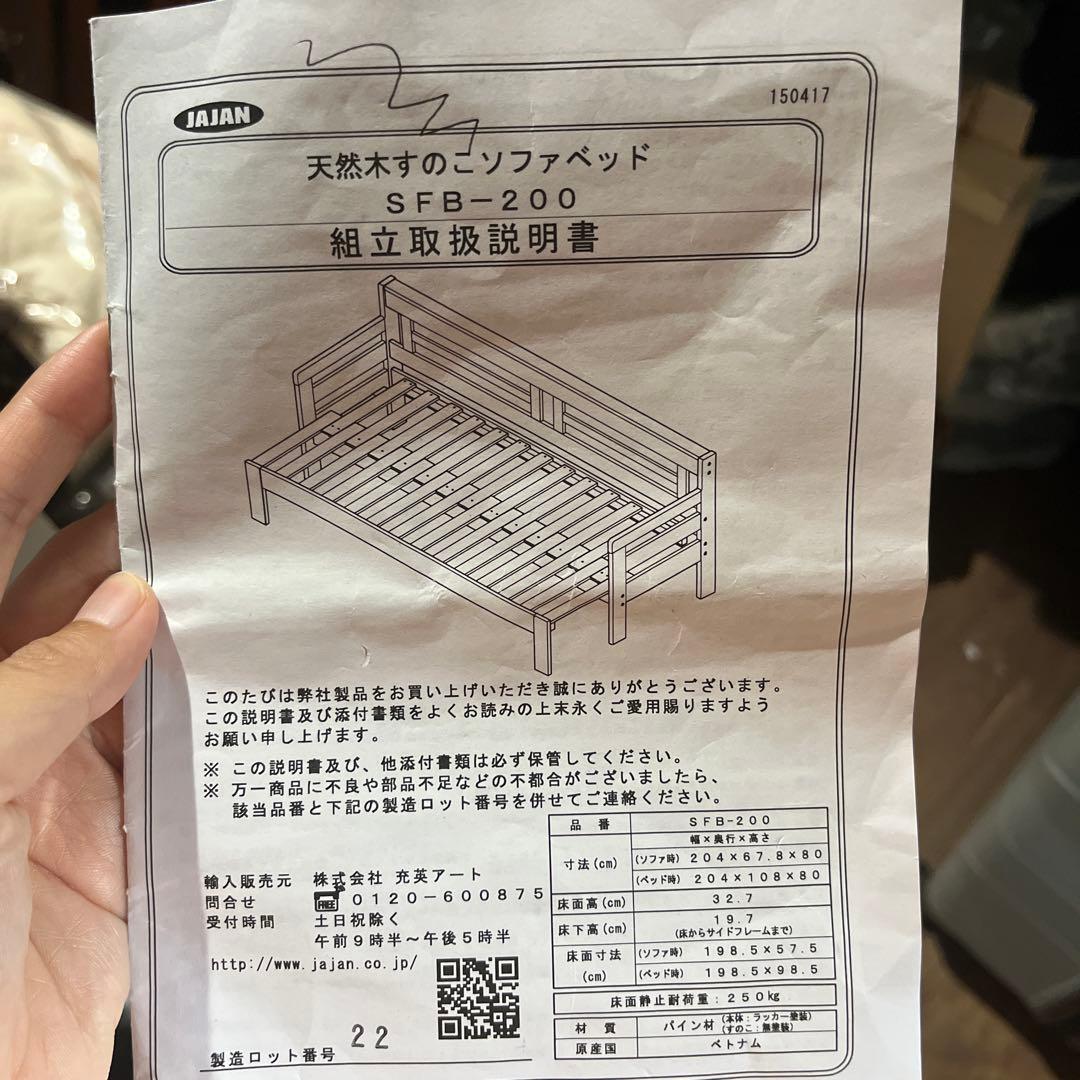 JAJAN
150417
天然木すのこソファベッド
SFB-200
組立取扱説明書
このたびは弊社製品をお買い上げいただき誠にありがとうございます。
この説明書及び添付書類をよくお読みの上末永くご愛用賜りますよう
お願い申し上げます。
※ この説明書及び、他添付書類は必ず保管してください。
※ 万一商品に不良や部品不足などの不都合がございましたら、
該当品番と下記の製造ロット番号を併せてご連絡ください。
輸入販売元 株式会社 充英アート
問合せ FREE 0120-600875
受付時間 土日祝除く
午前9時半~午後5時半
http://www.jajan.co.jp/
製造ロット番号 22
品 番 SFB-200
寸法(cm) 幅×奥行×高さ
(ソファ時) 204×67.8×80
(ベッド時) 204×108×80
床面高(cm) 32.7
床下高(cm) 19.7
(床からサイドフレームまで)
床面寸法(cm) (ソファ時) 198.5×57.5
(ベッド時) 198.5×98.5
床面静止耐荷重:250kg
材 質 パイン材 (本体:ラッカー塗装)
(すのこ:無塗装)
原産国 ベトナム